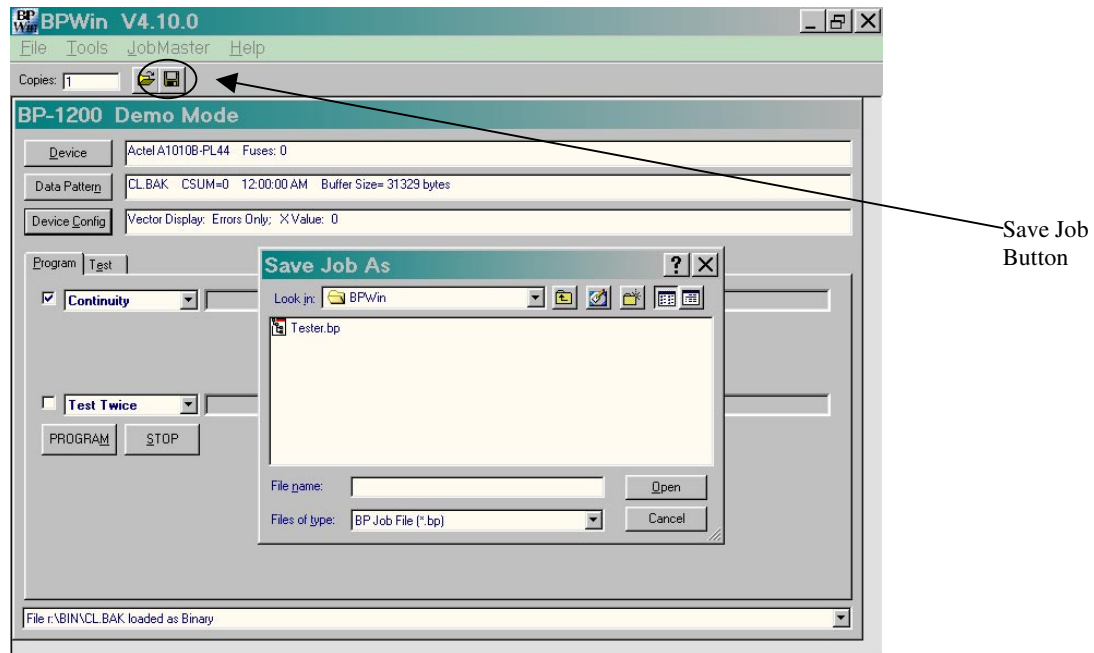 BP Win BPWin V4.10.0
File Tools JobMaster Help
Copies: 1
BP-1200 Demo Mode
Device Actel A1010B-PL44 Fuses: 0
Data Pattern CL.BAK CSUM=0 12:00:00 AM Buffer Size= 31329 bytes
Device Config Vector Display: Errors Only; X Value: 0
Save Job
Button
Program Test
Continuity
Test Twice
PROGRAM STOP
Save Job As ?
Look in: BPWin
Tester.bp
File name: Open
Files of type: BP Job File (*.bp) Cancel
File r:\BIN\CL.BAK loaded as Binary